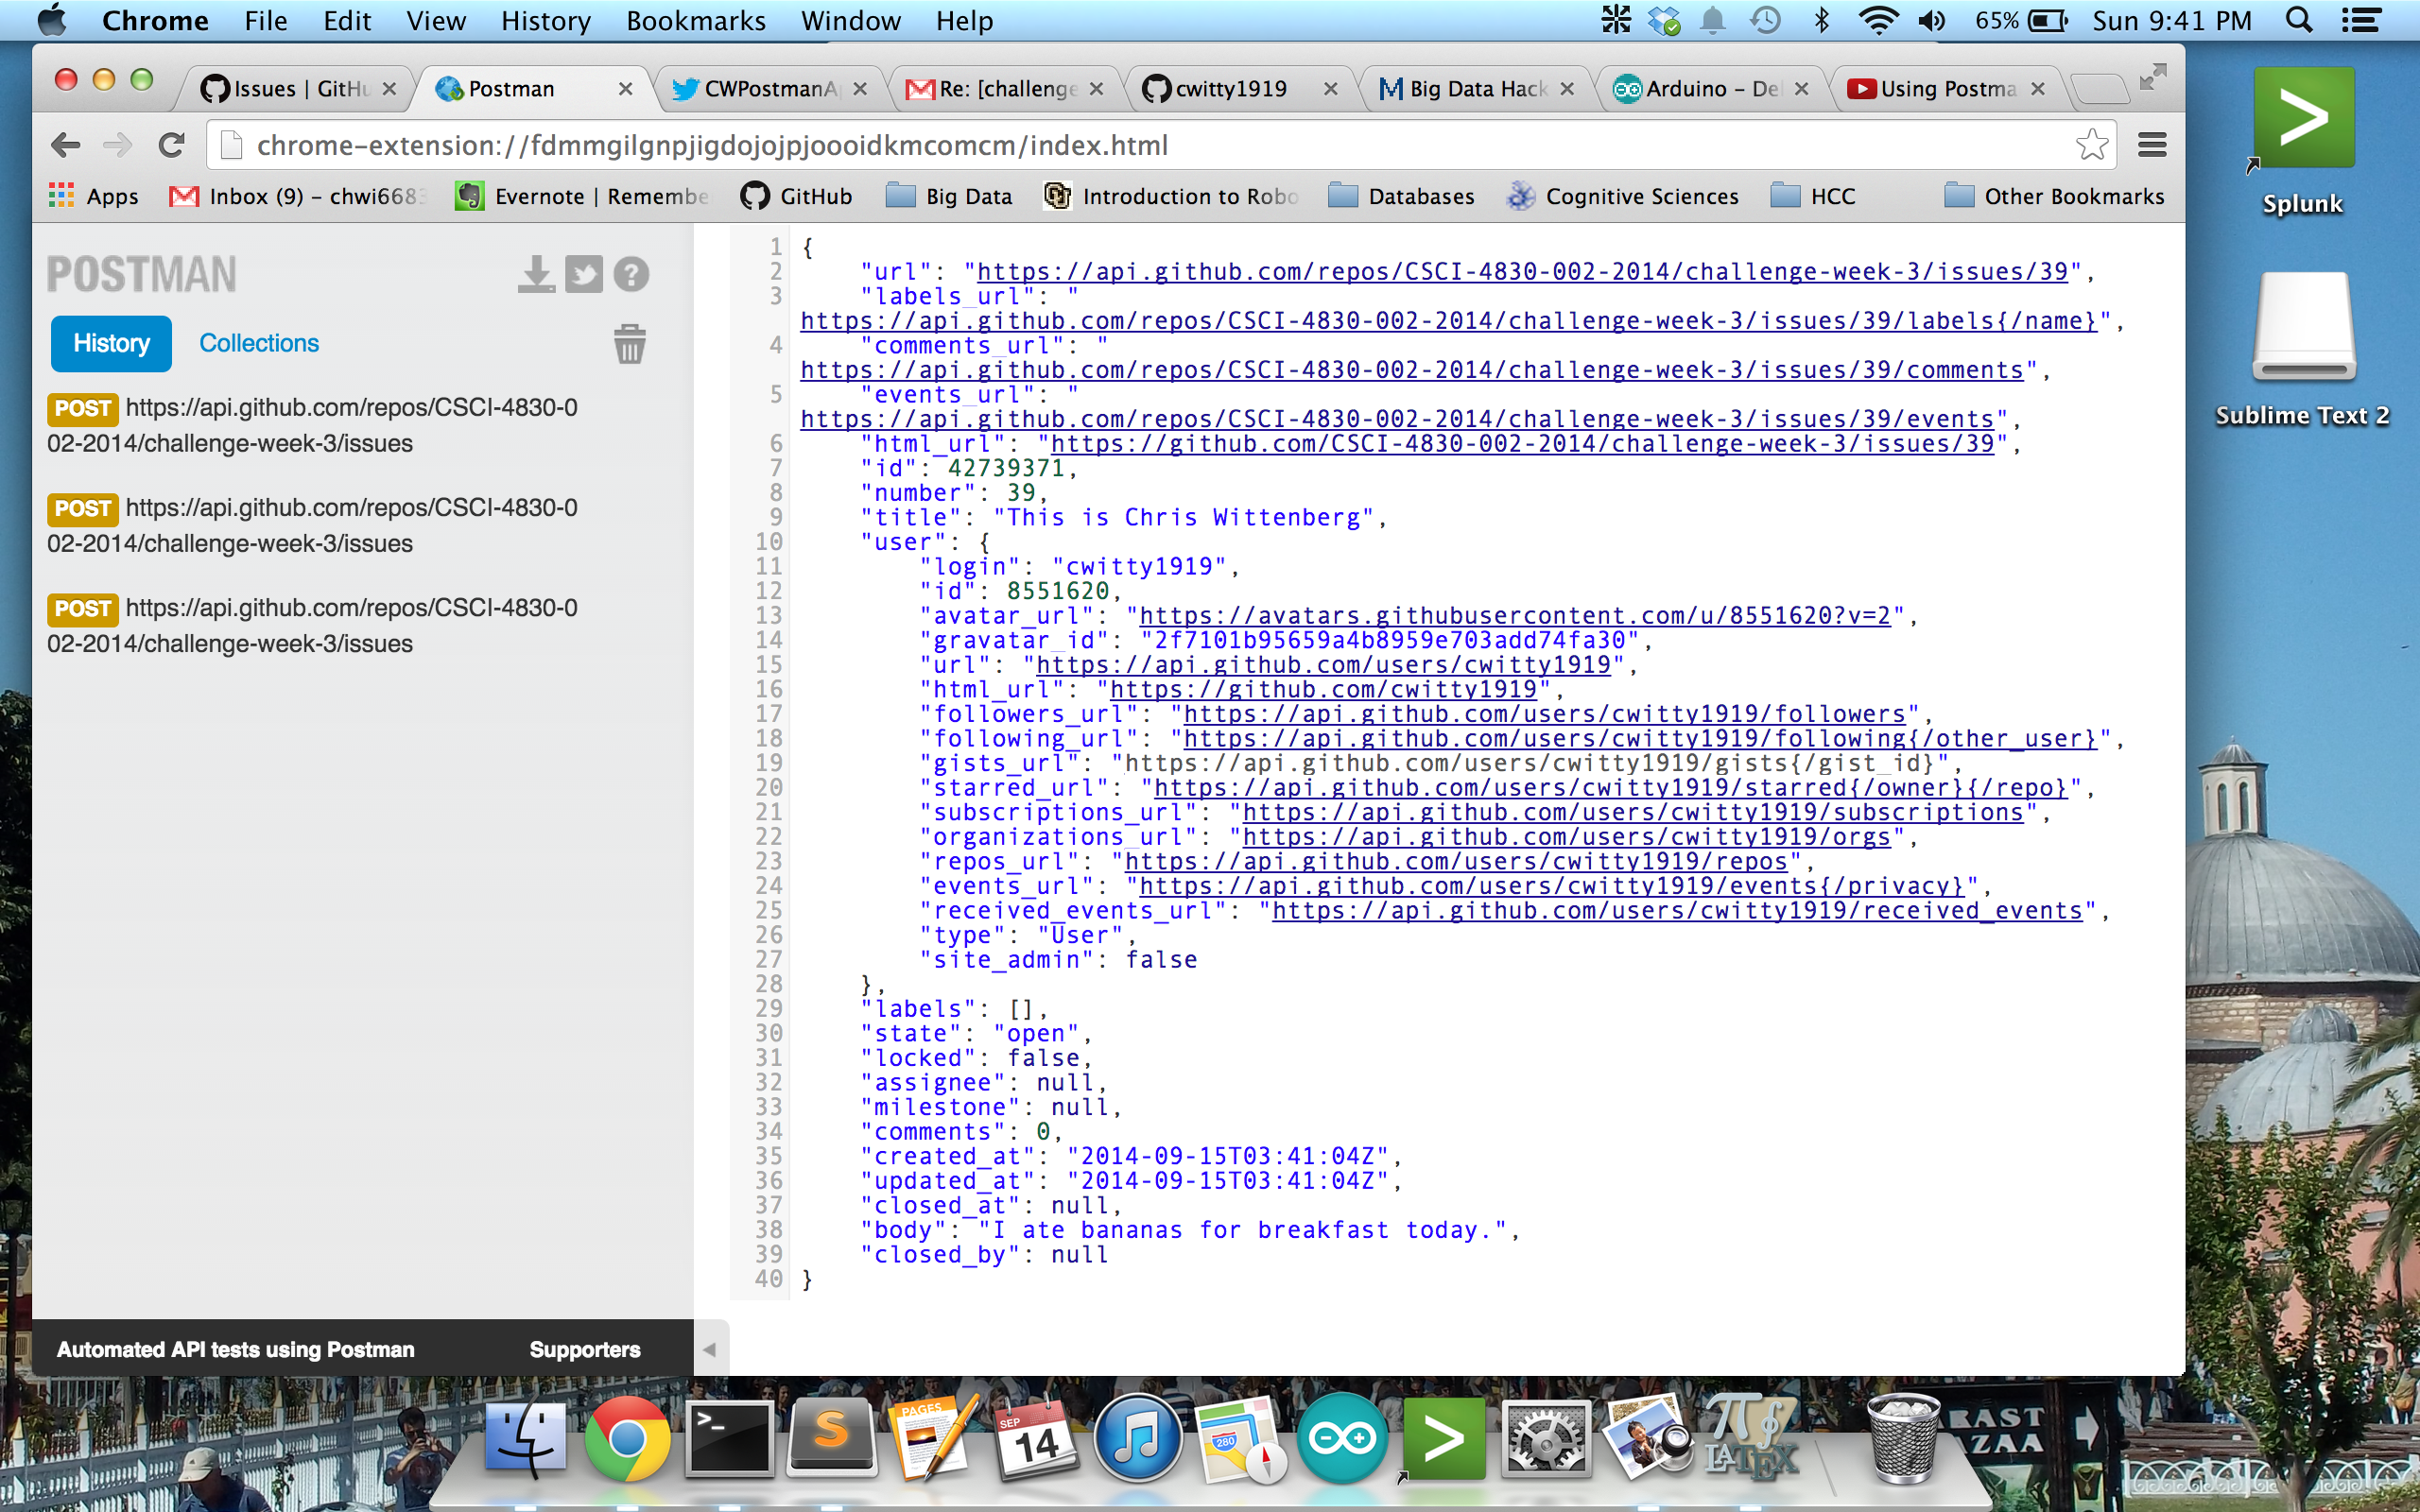 Chrome File Edit View History Bookmarks Window Help 65% Sun 9:41 PM
Issues | GitHu Postman CWPostmanA Re: [challenge cwitty1919 Big Data Hack Arduino – De Using Postma
chrome-extension://fdmmgilgnpjigdojojpjoooidkmcomcm/index.html
Apps Inbox (9) – chwi6683 Evernote | Remembe GitHub Big Data Introduction to Robo Databases Cognitive Sciences HCC Other Bookmarks
Splunk
Sublime Text 2
POSTMAN
History Collections
POST https://api.github.com/repos/CSCI-4830-0
02-2014/challenge-week-3/issues
POST https://api.github.com/repos/CSCI-4830-0
02-2014/challenge-week-3/issues
POST https://api.github.com/repos/CSCI-4830-0
02-2014/challenge-week-3/issues
Automated API tests using Postman Supporters
1 {
2 "url": "https://api.github.com/repos/CSCI-4830-002-2014/challenge-week-3/issues/39",
3 "labels_url": "
https://api.github.com/repos/CSCI-4830-002-2014/challenge-week-3/issues/39/labels{/name}",
4 "comments_url": "
https://api.github.com/repos/CSCI-4830-002-2014/challenge-week-3/issues/39/comments",
5 "events_url": "
https://api.github.com/repos/CSCI-4830-002-2014/challenge-week-3/issues/39/events",
6 "html_url": "https://github.com/CSCI-4830-002-2014/challenge-week-3/issues/39",
7 "id": 42739371,
8 "number": 39,
9 "title": "This is Chris Wittenberg",
10 "user": {
11 "login": "cwitty1919",
12 "id": 8551620,
13 "avatar_url": "https://avatars.githubusercontent.com/u/8551620?v=2",
14 "gravatar_id": "2f7101b95659a4b8959e703add74fa30",
15 "url": "https://api.github.com/users/cwitty1919",
16 "html_url": "https://github.com/cwitty1919",
17 "followers_url": "https://api.github.com/users/cwitty1919/followers",
18 "following_url": "https://api.github.com/users/cwitty1919/following{/other_user}",
19 "gists_url": "https://api.github.com/users/cwitty1919/gists{/gist_id}",
20 "starred_url": "https://api.github.com/users/cwitty1919/starred{/owner}{/repo}",
21 "subscriptions_url": "https://api.github.com/users/cwitty1919/subscriptions",
22 "organizations_url": "https://api.github.com/users/cwitty1919/orgs",
23 "repos_url": "https://api.github.com/users/cwitty1919/repos",
24 "events_url": "https://api.github.com/users/cwitty1919/events{/privacy}",
25 "received_events_url": "https://api.github.com/users/cwitty1919/received_events",
26 "type": "User",
27 "site_admin": false
28 },
29 "labels": [],
30 "state": "open",
31 "locked": false,
32 "assignee": null,
33 "milestone": null,
34 "comments": 0,
35 "created_at": "2014-09-15T03:41:04Z",
36 "updated_at": "2014-09-15T03:41:04Z",
37 "closed_at": null,
38 "body": "I ate bananas for breakfast today.",
39 "closed_by": null
40 }
PAGES
SEP
14
280
LATEX